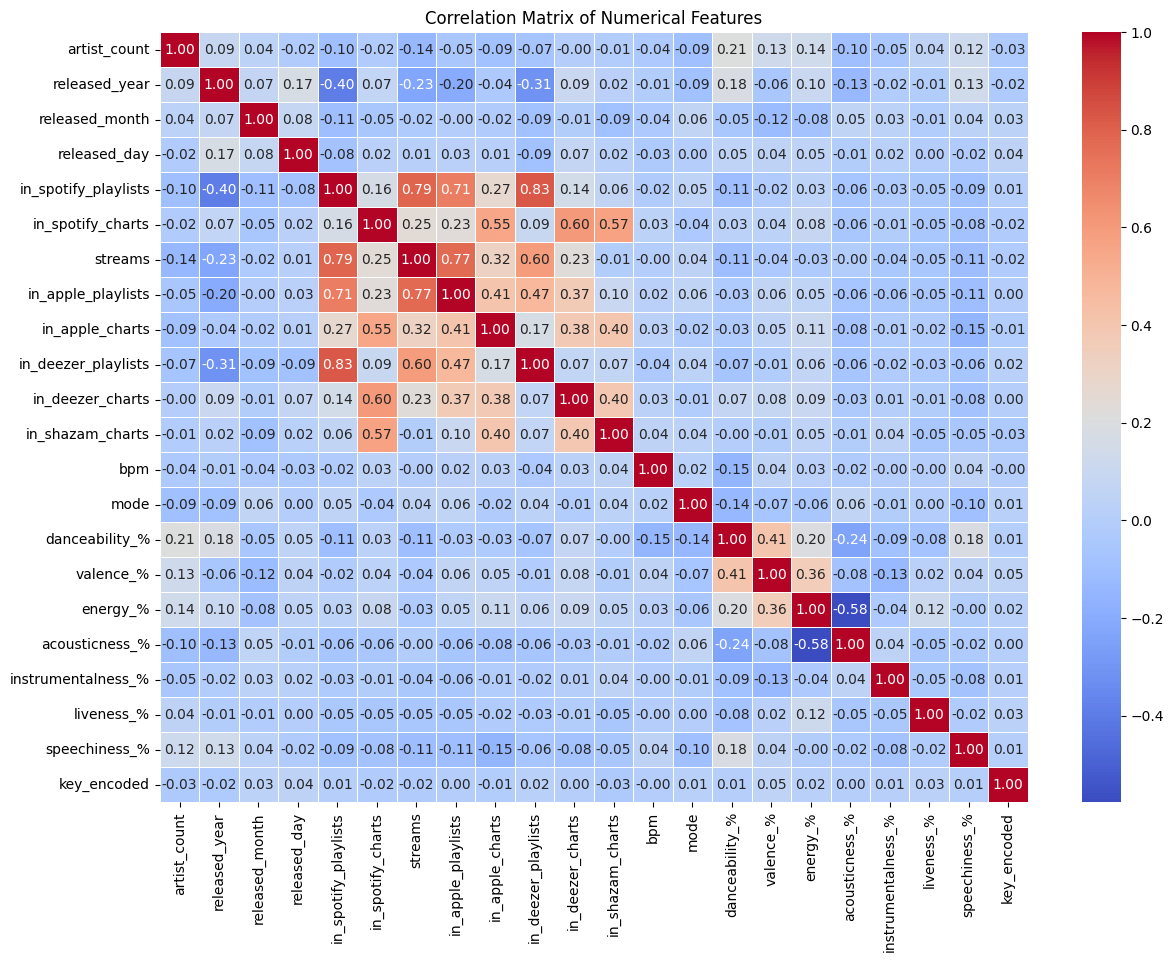 Correlation Matrix of Numerical Features
artist_count 1.00 0.09 0.04 -0.02 -0.10 -0.02 -0.14 -0.05 -0.09 -0.07 -0.00 -0.01 -0.04 -0.09 0.21 0.13 0.14 -0.10 -0.05 0.04 0.12 -0.03
released_year 0.09 1.00 0.07 0.17 -0.40 0.07 -0.23 -0.20 -0.04 -0.31 0.09 0.02 -0.01 -0.09 0.18 -0.06 0.10 -0.13 -0.02 -0.01 0.13 -0.02
released_month 0.04 0.07 1.00 0.08 -0.11 -0.05 -0.02 -0.00 -0.02 -0.09 -0.01 -0.09 -0.04 0.06 -0.05 -0.12 -0.08 0.05 0.03 -0.01 0.04 0.03
released_day -0.02 0.17 0.08 1.00 -0.08 0.02 0.01 0.03 0.01 -0.09 0.07 0.02 -0.03 0.00 0.05 0.04 0.05 -0.01 0.02 0.00 -0.02 0.04
in_spotify_playlists -0.10 -0.40 -0.11 -0.08 1.00 0.16 0.79 0.71 0.27 0.83 0.14 0.06 -0.02 0.05 -0.11 -0.02 0.03 -0.06 -0.03 -0.05 -0.09 0.01
in_spotify_charts -0.02 0.07 -0.05 0.02 0.16 1.00 0.25 0.23 0.55 0.09 0.60 0.57 0.03 -0.04 0.03 0.04 0.08 -0.06 -0.01 -0.05 -0.08 -0.02
streams -0.14 -0.23 -0.02 0.01 0.79 0.25 1.00 0.77 0.32 0.60 0.23 -0.01 -0.00 0.04 -0.11 -0.04 -0.03 -0.00 -0.04 -0.05 -0.11 -0.02
in_apple_playlists -0.05 -0.20 -0.00 0.03 0.71 0.23 0.77 1.00 0.41 0.47 0.37 0.10 0.02 0.06 -0.03 0.06 0.05 -0.06 -0.06 -0.05 -0.11 0.00
in_apple_charts -0.09 -0.04 -0.02 0.01 0.27 0.55 0.32 0.41 1.00 0.17 0.38 0.40 0.03 -0.02 -0.03 0.05 0.11 -0.08 -0.01 -0.02 -0.15 -0.01
in_deezer_playlists -0.07 -0.31 -0.09 -0.09 0.83 0.09 0.60 0.47 0.17 1.00 0.07 0.07 -0.04 0.04 -0.07 -0.01 0.06 -0.06 -0.02 -0.03 -0.06 0.02
in_deezer_charts -0.00 0.09 -0.01 0.07 0.14 0.60 0.23 0.37 0.38 0.07 1.00 0.40 0.03 -0.01 0.07 0.08 0.09 -0.03 0.01 -0.01 -0.08 0.00
in_shazam_charts -0.01 0.02 -0.09 0.02 0.06 0.57 -0.01 0.10 0.40 0.07 0.40 1.00 0.04 0.04 -0.00 -0.01 0.05 -0.01 0.04 -0.05 -0.05 -0.03
bpm -0.04 -0.01 -0.04 -0.03 -0.02 0.03 -0.00 0.02 0.03 -0.04 0.03 0.04 1.00 0.02 -0.15 0.04 0.03 -0.02 -0.00 -0.00 0.04 -0.00
mode -0.09 -0.09 0.06 0.00 0.05 -0.04 0.04 0.06 -0.02 0.04 -0.01 0.04 0.02 1.00 -0.14 -0.07 -0.06 0.06 -0.01 0.00 -0.10 0.01
danceability_% 0.21 0.18 -0.05 0.05 -0.11 0.03 -0.11 -0.03 -0.03 -0.07 0.07 -0.00 -0.15 -0.14 1.00 0.41 0.20 -0.24 -0.09 -0.08 0.18 0.01
valence_% 0.13 -0.06 -0.12 0.04 -0.02 0.04 -0.04 0.06 0.05 -0.01 0.08 -0.01 0.04 -0.07 0.41 1.00 0.36 -0.08 -0.13 0.02 0.04 0.05
energy_% 0.14 0.10 -0.08 0.05 0.03 0.08 -0.03 0.05 0.11 0.06 0.09 0.05 0.03 -0.06 0.20 0.36 1.00 -0.58 -0.04 0.12 -0.00 0.02
acousticness_% -0.10 -0.13 0.05 -0.01 -0.06 -0.06 -0.00 -0.06 -0.08 -0.06 -0.03 -0.01 -0.02 0.06 -0.24 -0.08 -0.58 1.00 0.04 -0.05 -0.02 0.00
instrumentalness_% -0.05 -0.02 0.03 0.02 -0.03 -0.01 -0.04 -0.06 -0.01 -0.02 0.01 0.04 -0.00 -0.01 -0.09 -0.13 -0.04 0.04 1.00 -0.05 -0.08 0.01
liveness_% 0.04 -0.01 -0.01 0.00 -0.05 -0.05 -0.05 -0.05 -0.02 -0.03 -0.01 -0.05 -0.00 0.00 -0.08 0.02 0.12 -0.05 -0.05 1.00 -0.02 0.03
speechiness_% 0.12 0.13 0.04 -0.02 -0.09 -0.08 -0.11 -0.11 -0.15 -0.06 -0.08 -0.05 0.04 -0.10 0.18 0.04 -0.00 -0.02 -0.08 -0.02 1.00 0.01
key_encoded -0.03 -0.02 0.03 0.04 0.01 -0.02 -0.02 0.00 -0.01 0.02 0.00 -0.03 -0.00 0.01 0.01 0.05 0.02 0.00 0.01 0.03 0.01 1.00
artist_count
released_year
released_month
released_day
in_spotify_playlists
in_spotify_charts
streams
in_apple_playlists
in_apple_charts
in_deezer_playlists
in_deezer_charts
in_shazam_charts
bpm
mode
danceability_%
valence_%
energy_%
acousticness_%
instrumentalness_%
liveness_%
speechiness_%
key_encoded
1.0
0.8
0.6
0.4
0.2
0.0
−0.2
−0.4